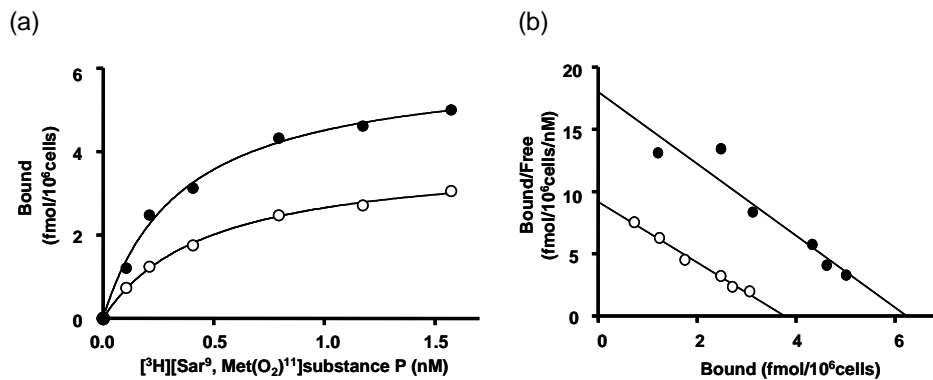 (a)
Bound
(fmol/10⁶cells)
6
4
2
0
0.0 0.5 1.0 1.5
[³H][Sar⁹, Met(O₂)¹¹]substance P (nM)
(b)
Bound/Free
(fmol/10⁶cells/nM)
20
15
10
5
0
0 2 4 6
Bound (fmol/10⁶cells)